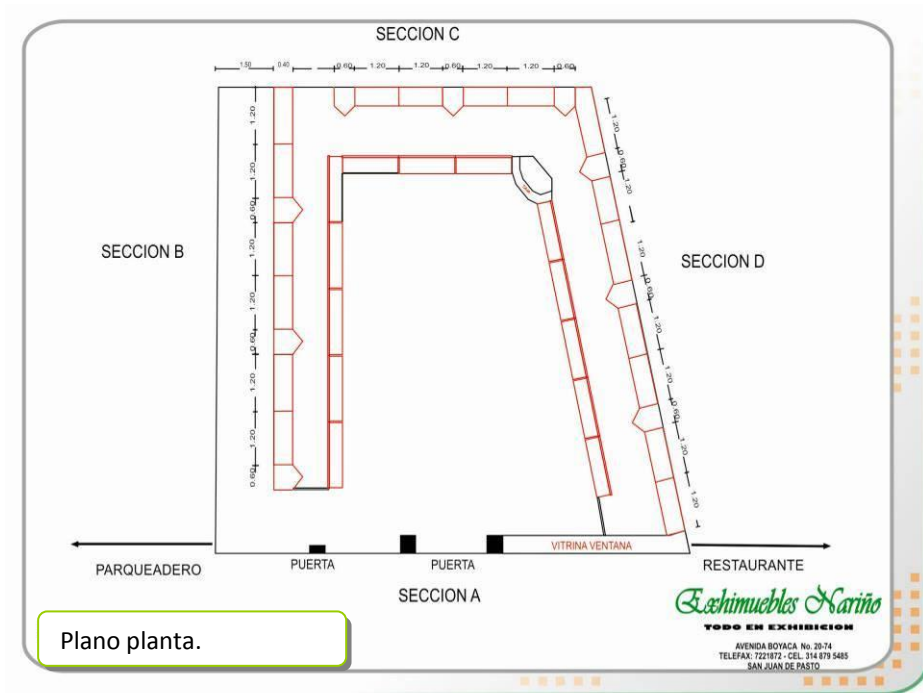 SECCION C
1.50
0.40
0.60
1.20
1.20
0.60
1.20
1.20
0.60
1.20
1.20
0.60
1.20
1.20
0.60
1.20
1.20
0.60
SECCION B
1.20
0.60
1.20
1.20
0.60
1.20
1.20
0.60
1.20
1.20
SECCION D
VITRINA VENTANA
PARQUEADERO
PUERTA
PUERTA
RESTAURANTE
SECCION A
Exhimuebles Nariño
TODO EN EXHIBICION
AVENIDA BOYACA No. 20-74
TELEFAX: 7221872 - CEL. 314 879 5485
SAN JUAN DE PASTO
Plano planta.